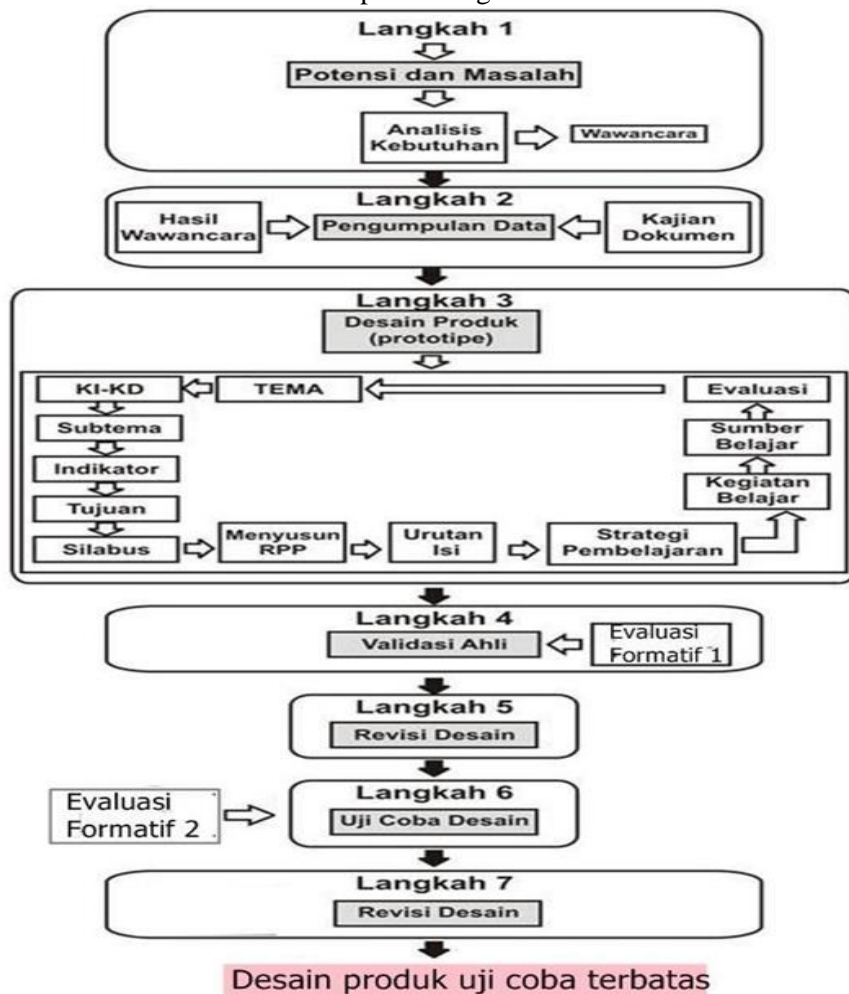 Langkah 1
Potensi dan Masalah
Analisis
Kebutuhan
Wawancara
Langkah 2
Hasil
Wawancara
Pengumpulan Data
Kajian
Dokumen
Langkah 3
Desain Produk
(prototipe)
KI-KD
TEMA
Evaluasi
Subtema
Sumber
Belajar
Indikator
Kegiatan
Belajar
Tujuan
Silabus
Menyusun
RPP
Urutan
Isi
Strategi
Pembelajaran
Langkah 4
Validasi Ahli
Evaluasi
Formatif 1
Langkah 5
Revisi Desain
Langkah 6
Evaluasi
Formatif 2
Uji Coba Desain
Langkah 7
Revisi Desain
Desain produk uji coba terbatas